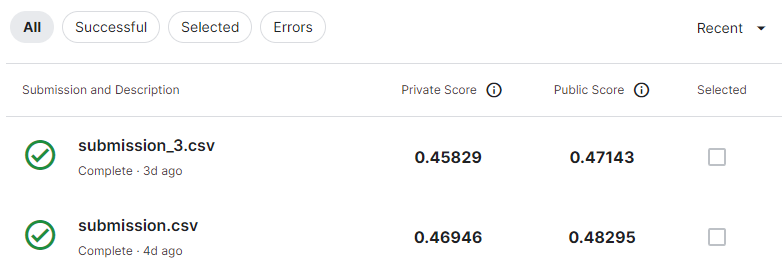 All Successful Selected Errors Recent
Submission and Description Private Score Public Score Selected
submission_3.csv
Complete · 3d ago
0.45829 0.47143
submission.csv
Complete · 4d ago
0.46946 0.48295